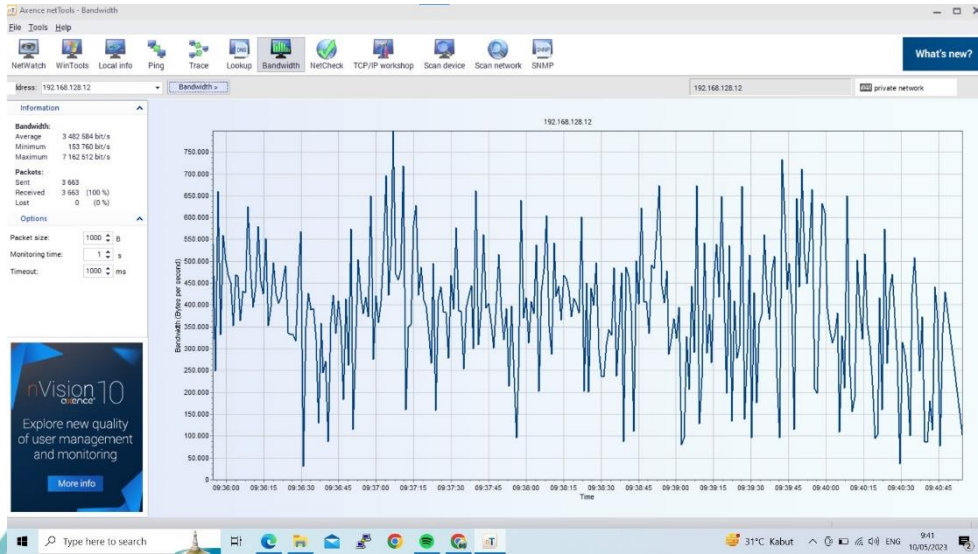 Axence netTools - Bandwidth
File Tools Help
NetWatch WinTools Local info Ping Trace Lookup Bandwidth NetCheck TCP/IP workshop Scan device Scan network SNMP
What's new?
ddress: 192.168.128.12 Bandwidth > 192.168.128.12 private network
Information
Bandwidth:
Average 3 482 584 bit/s
Minimum 153 760 bit/s
Maximum 7 162 512 bit/s
Packets:
Sent 3 663
Received 3 663 (100 %)
Lost 0 (0 %)
Options
Packet size: 1000 B
Monitoring time: 1 s
Timeout: 1000 ms
nVision 10
axence
Explore new quality
of user management
and monitoring
More info
192.168.128.12
Bandwidth (Bytes per second)
750.000
700.000
650.000
600.000
550.000
500.000
450.000
400.000
350.000
300.000
250.000
200.000
150.000
100.000
50.000
0
09:36:00 09:36:15 09:36:30 09:36:45 09:37:00 09:37:15 09:37:30 09:37:45 09:38:00 09:38:15 09:38:30 09:38:45 09:39:00 09:39:15 09:39:30 09:39:45 09:40:00 09:40:15 09:40:30 09:40:45
Time
Type here to search
31°C Kabut ENG 9:41
10/05/2023